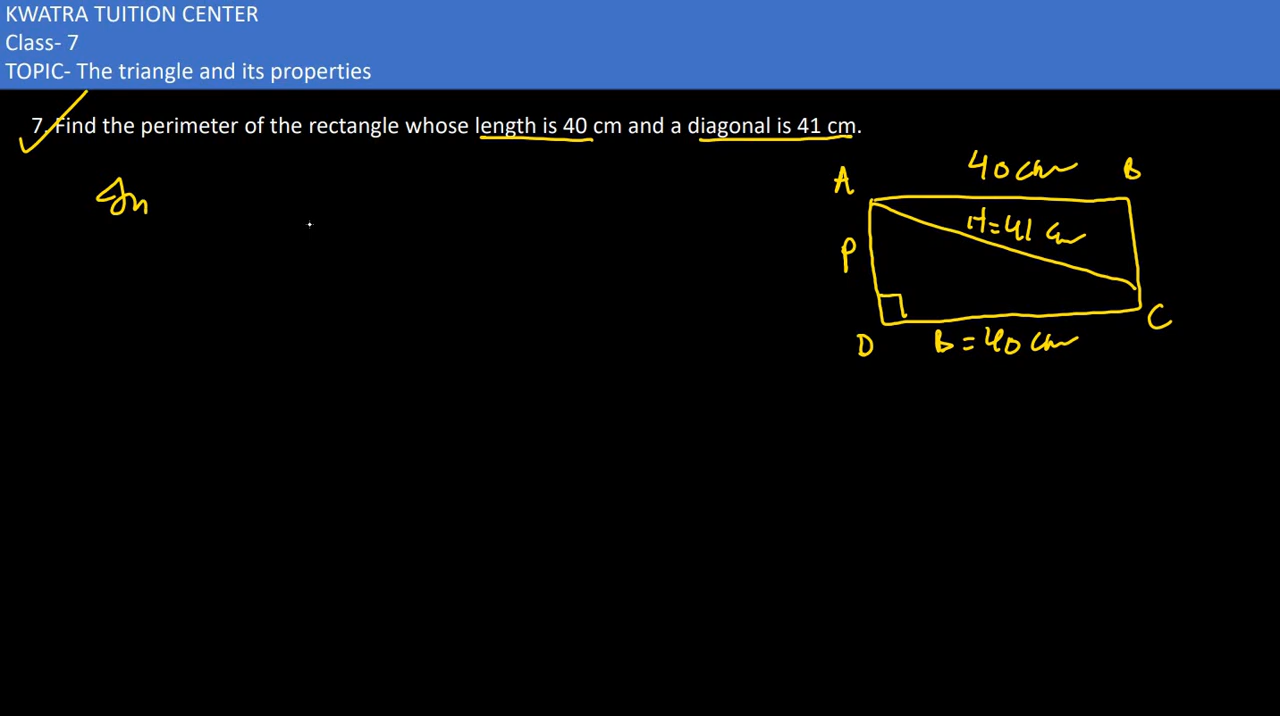 KWATRA TUITION CENTER
Class- 7
TOPIC- The triangle and its properties
7. Find the perimeter of the rectangle whose length is 40 cm and a diagonal is 41 cm.
40 cm
A
B
H=41 cm
P
D
B = 40 cm
C